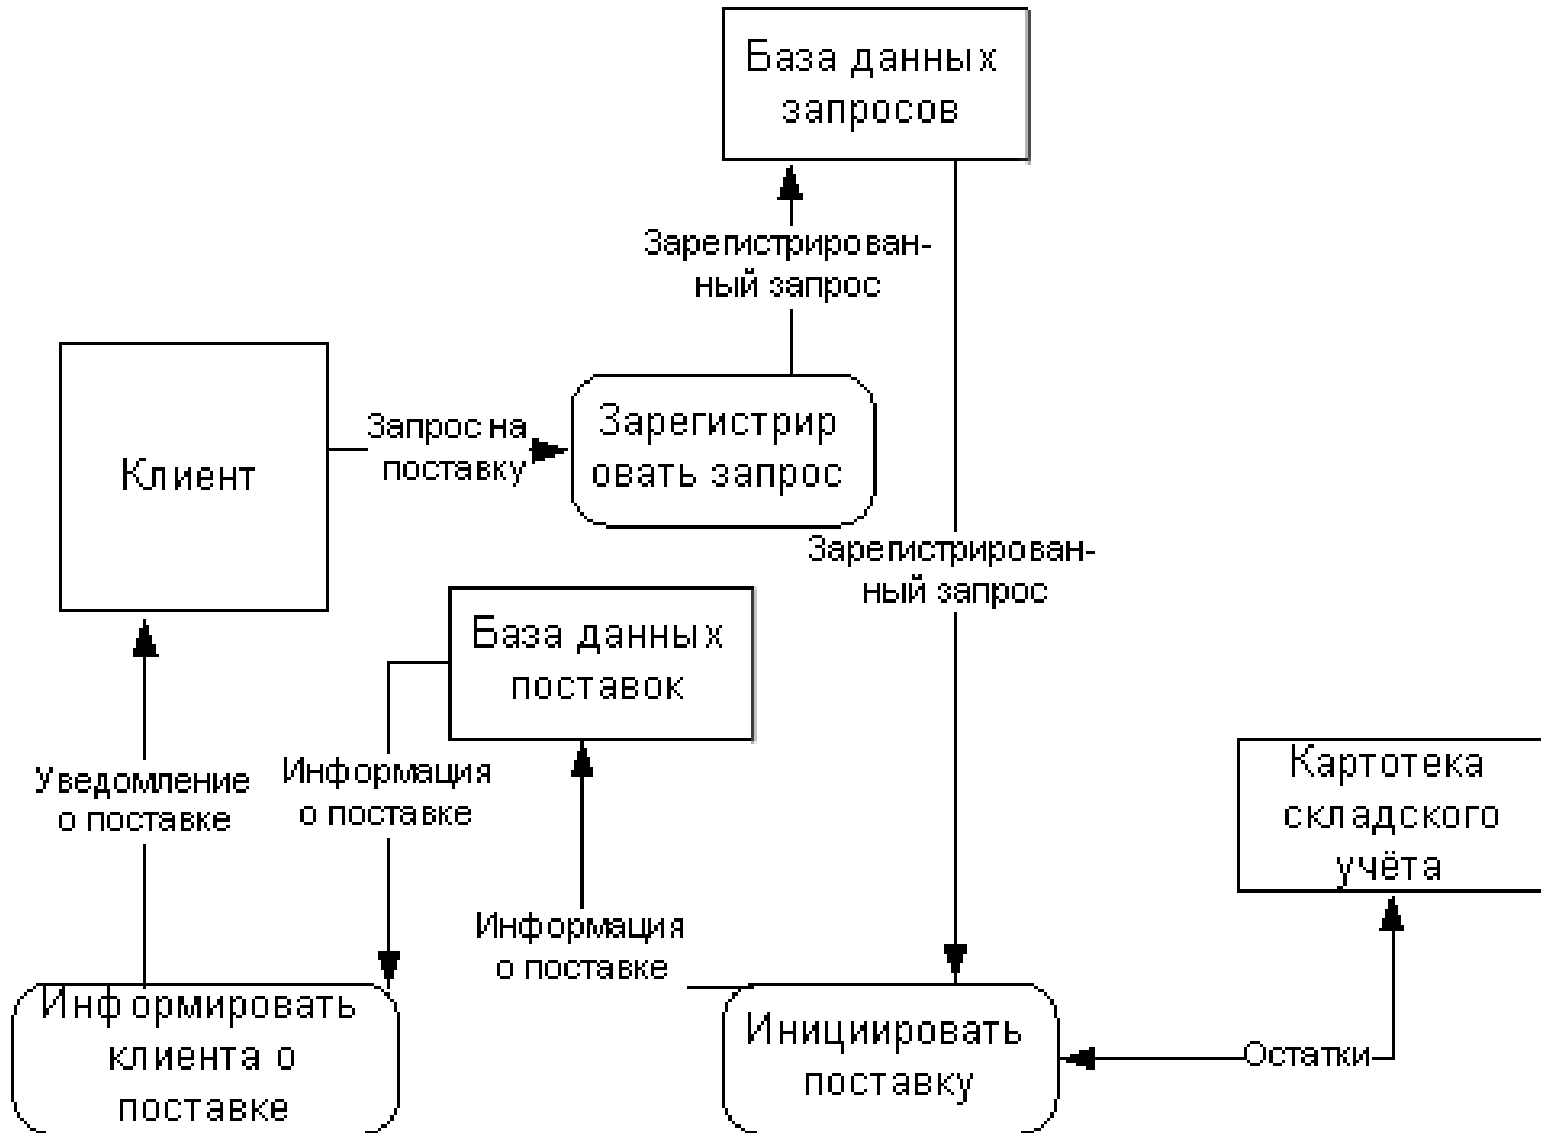 База данных
запросов
Зарегистрирован-
ный запрос
Клиент
Запрос на
поставку
Зарегистрир
овать запрос
Зарегистрирован-
ный запрос
База данных
поставок
Уведомление
о поставке
Информация
о поставке
Информация
о поставке
Картотека
складского
учёта
Информировать
клиента о
поставке
Инициировать
поставку
Остатки